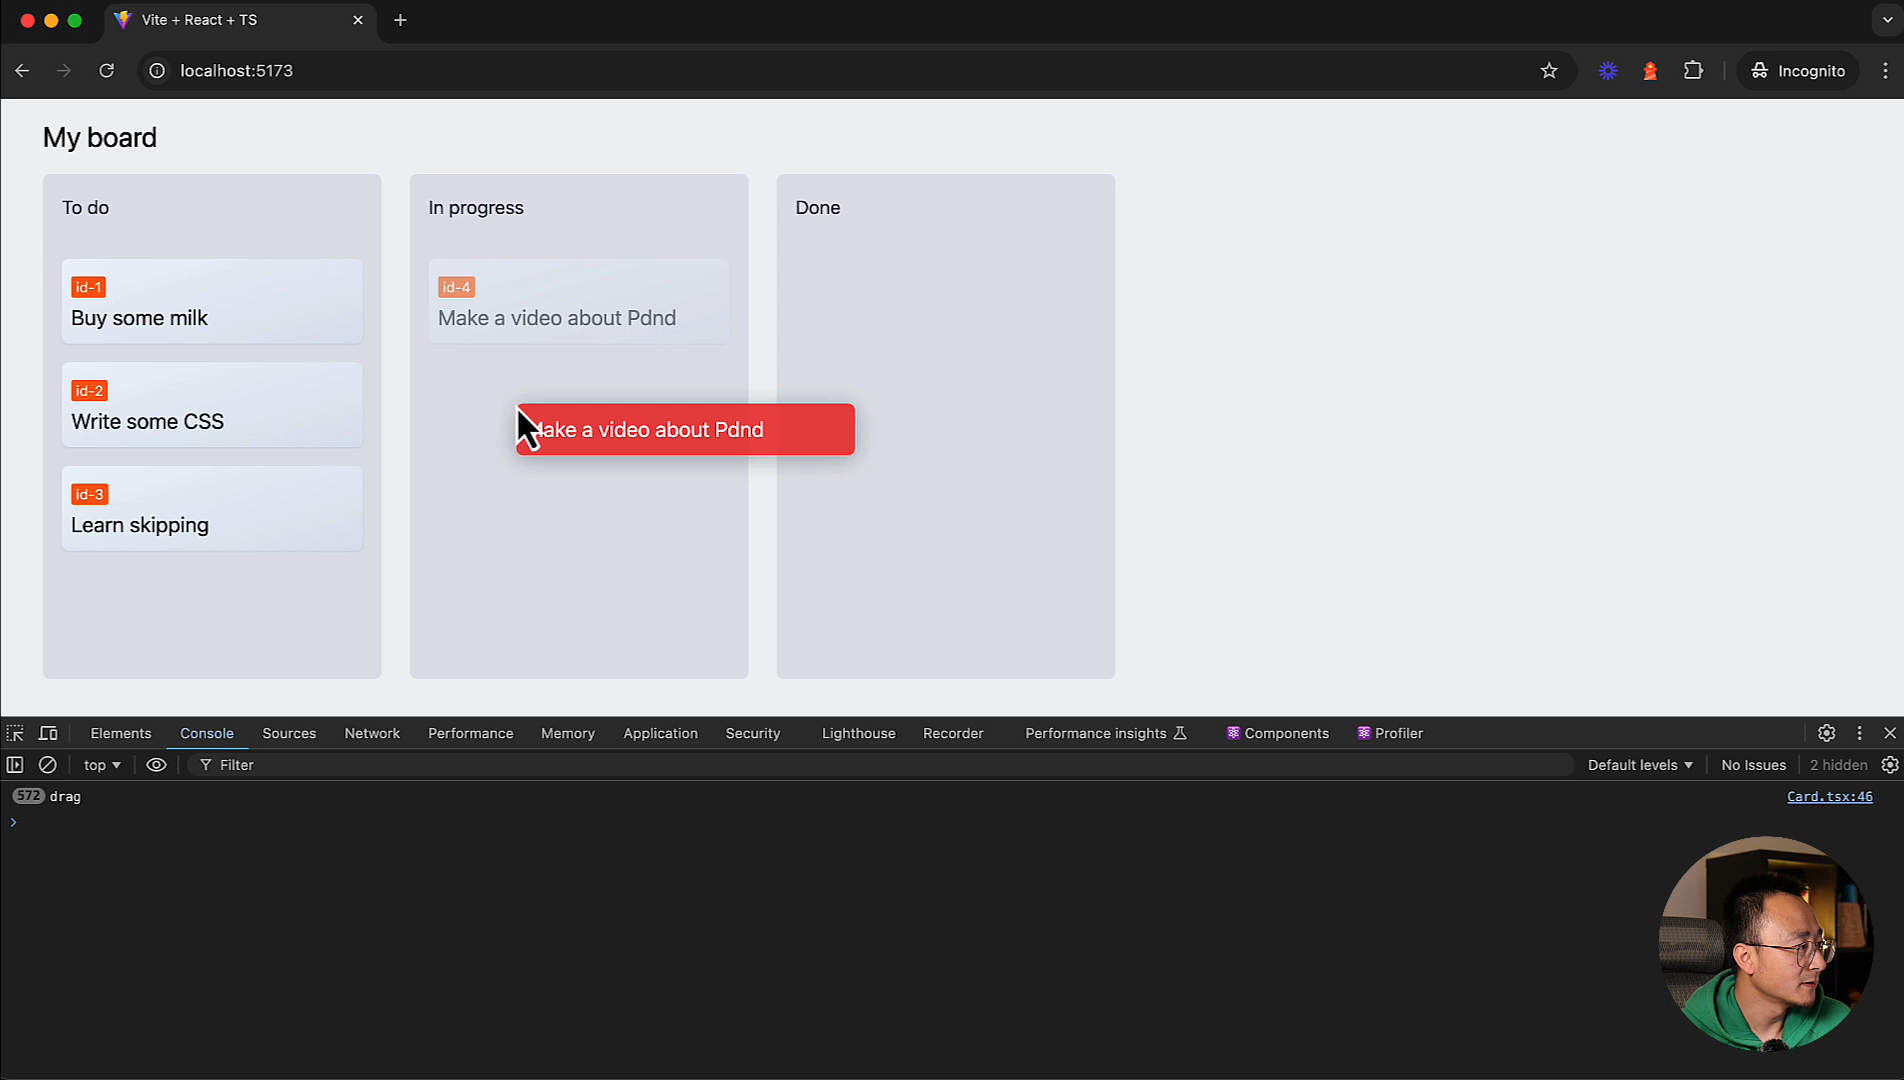 Vite + React + TS
localhost:5173
Incognito
My board
To do
id-1
Buy some milk
id-2
Write some CSS
id-3
Learn skipping
In progress
id-4
Make a video about Pdnd
Make a video about Pdnd
Done
Elements Console Sources Network Performance Memory Application Security Lighthouse Recorder Performance insights Components Profiler
top Filter Default levels No Issues 2 hidden
572 drag Card.tsx:46